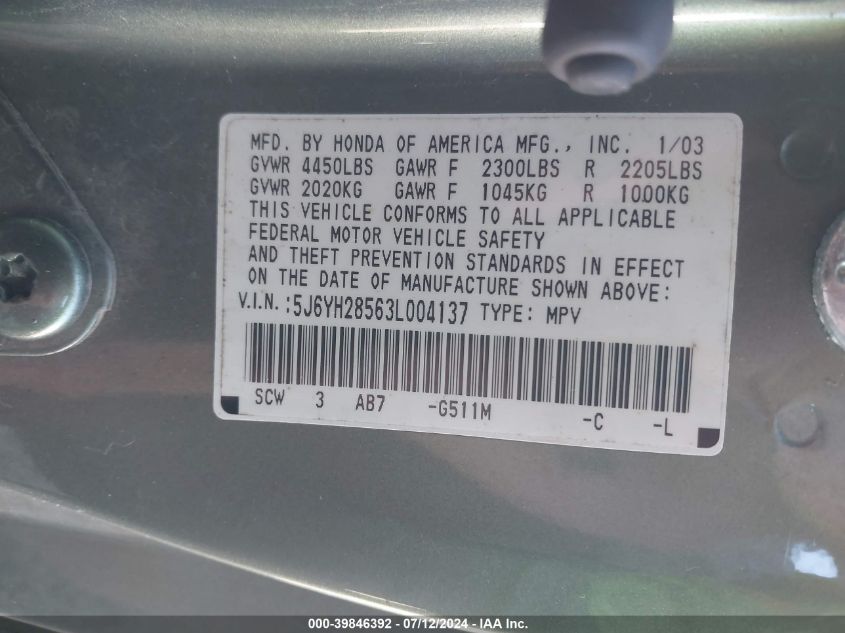 MFD. BY HONDA OF AMERICA MFG., INC. 1/03
GVWR 4450LBS GAWR F 2300LBS R 2205LBS
GVWR 2020KG GAWR F 1045KG R 1000KG
THIS VEHICLE CONFORMS TO ALL APPLICABLE
FEDERAL MOTOR VEHICLE SAFETY
AND THEFT PREVENTION STANDARDS IN EFFECT
ON THE DATE OF MANUFACTURE SHOWN ABOVE:
V.I.N.:5J6YH28563L004137 TYPE: MPV
SCW 3 AB7 -G511M -C -L
000-39846392 - 07/12/2024 - IAA Inc.